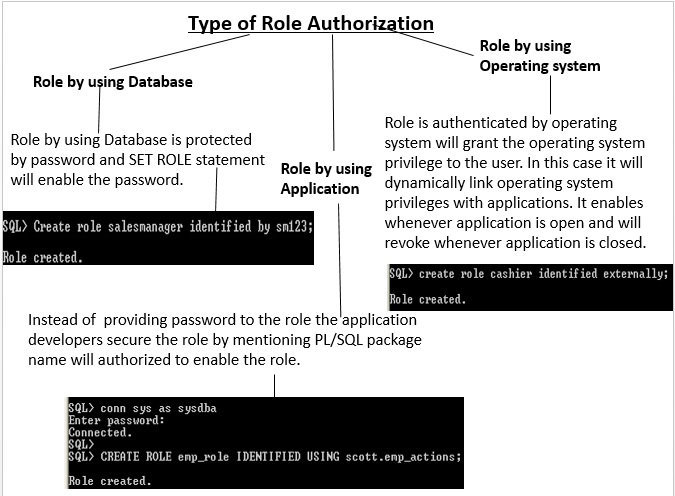 Type of Role Authorization
Role by using Database
Role by using Database is protected
by password and SET ROLE statement
will enable the password.
SQL> Create role salesmanager identified by sm123;
Role created.
Role by using
Application
Instead of providing password to the role the application
developers secure the role by mentioning PL/SQL package
name will authorized to enable the role.
SQL> conn sys as sysdba
Enter password:
Connected.
SQL>
SQL> CREATE ROLE emp_role IDENTIFIED USING scott.emp_actions;
Role created.
Role by using
Operating system
Role is authenticated by operating
system will grant the operating system
privilege to the user. In this case it will
dynamically link operating system
privileges with applications. It enables
whenever application is open and will
revoke whenever application is closed.
SQL> create role cashier identified externally;
Role created.